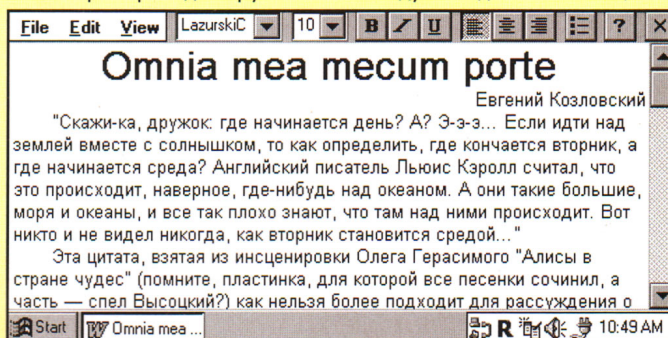 File Edit View LazurskiC 10 B I U ? X
Omnia mea mecum porte
Евгений Козловский
"Скажи-ка, дружок: где начинается день? А? Э-э-э... Если идти над
землей вместе с солнышком, то как определить, где кончается вторник, а
где начинается среда? Английский писатель Льюис Кэролл считал, что
это происходит, наверное, где-нибудь над океаном. А они такие большие,
моря и океаны, и все так плохо знают, что там над ними происходит. Вот
никто и не видел никогда, как вторник становится средой..."
Эта цитата, взятая из инсценировки Олега Герасимого "Алисы в
стране чудес" (помните, пластинка, для которой все песенки сочинил, а
часть — спел Высоцкий?) как нельзя более подходит для рассуждения о
Start Omnia mea ... R 10:49 AM